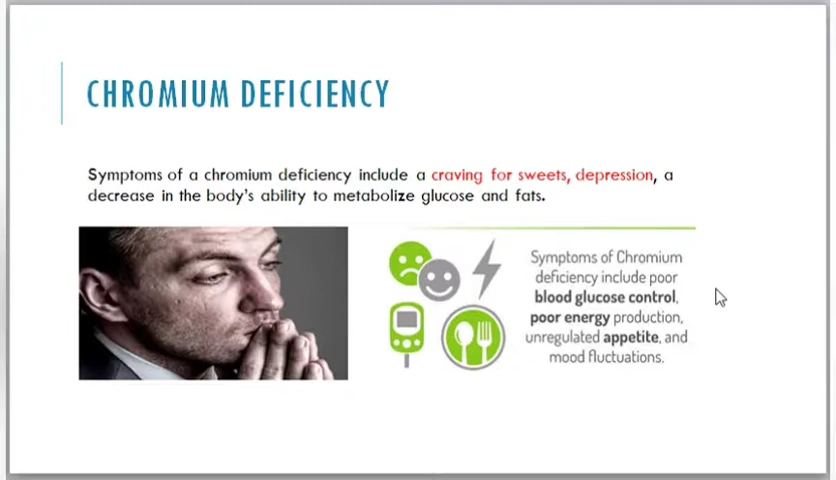 CHROMIUM DEFICIENCY
Symptoms of a chromium deficiency include a craving for sweets, depression, a
decrease in the body's ability to metabolize glucose and fats.
Symptoms of Chromium
deficiency include poor
blood glucose control,
poor energy production,
unregulated appetite, and
mood fluctuations.